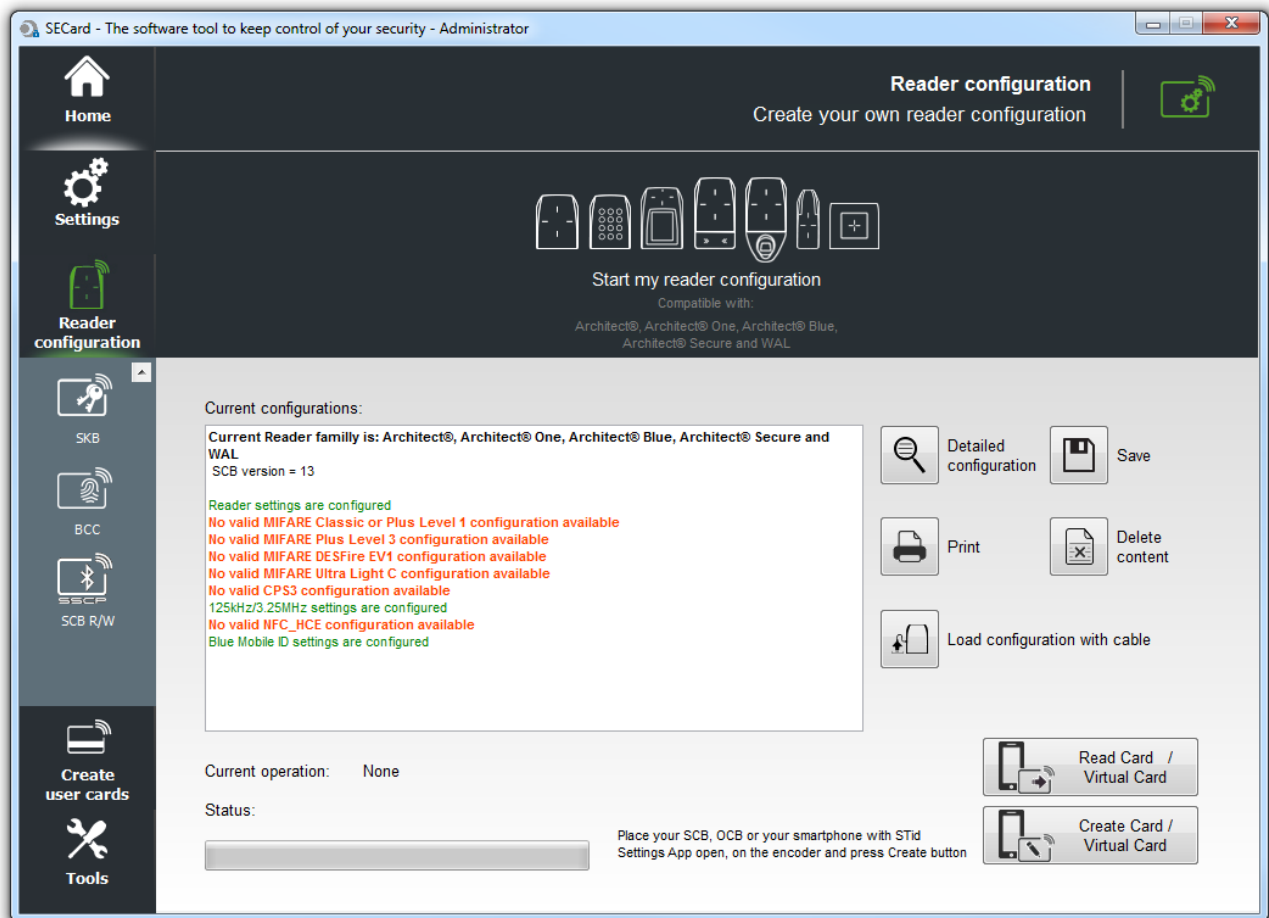 SECard - The software tool to keep control of your security - Administrator
Home
Reader configuration
Create your own reader configuration
Settings
Start my reader configuration
Compatible with:
Architect®, Architect® One, Architect® Blue,
Architect® Secure and WAL
Reader
configuration
SKB
BCC
SSCP
SCB R/W
Create
user cards
Tools
Current configurations:
Current Reader familly is: Architect®, Architect® One, Architect® Blue, Architect® Secure and
WAL
SCB version = 13
Reader settings are configured
No valid MIFARE Classic or Plus Level 1 configuration available
No valid MIFARE Plus Level 3 configuration available
No valid MIFARE DESFire EV1 configuration available
No valid MIFARE Ultra Light C configuration available
No valid CPS3 configuration available
125kHz/3.25MHz settings are configured
No valid NFC_HCE configuration available
Blue Mobile ID settings are configured
Detailed
configuration
Save
Print
Delete
content
Load configuration with cable
Current operation: None
Status:
Place your SCB, OCB or your smartphone with STid
Settings App open, on the encoder and press Create button
Read Card /
Virtual Card
Create Card /
Virtual Card